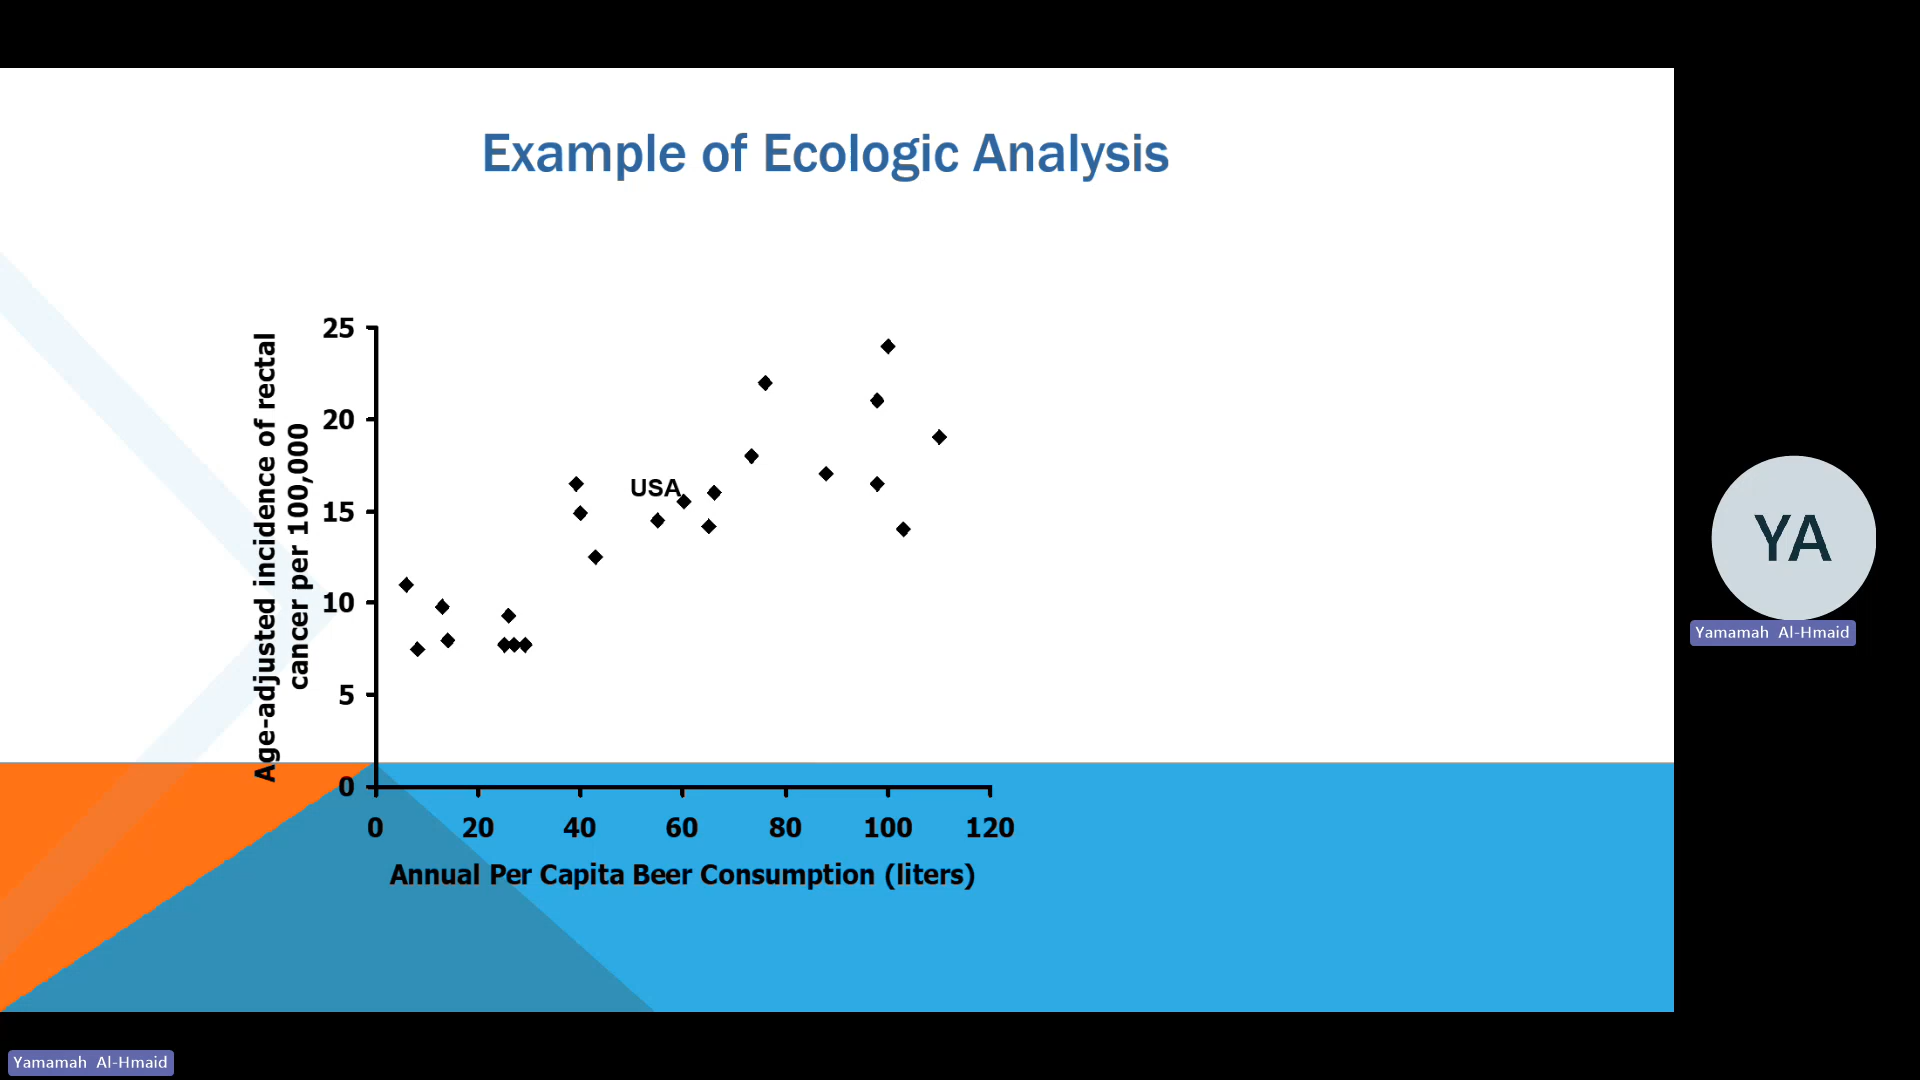 Example of Ecologic Analysis
Age-adjusted incidence of rectal
cancer per 100,000
25
20
15
10
5
0
USA
0 20 40 60 80 100 120
Annual Per Capita Beer Consumption (liters)
YA
Yamamah Al-Hmaid
Yamamah Al-Hmaid